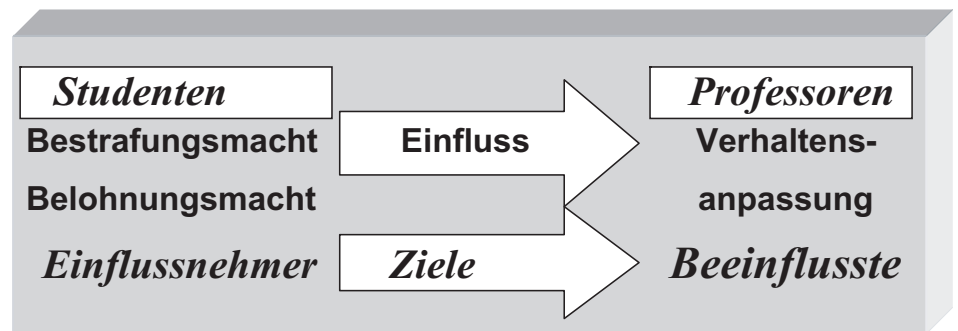 Studenten
Bestrafungsmacht
Belohnungsmacht
Einflussnehmer
Einfluss
Ziele
Professoren
Verhaltens-
anpassung
Beeinflusste